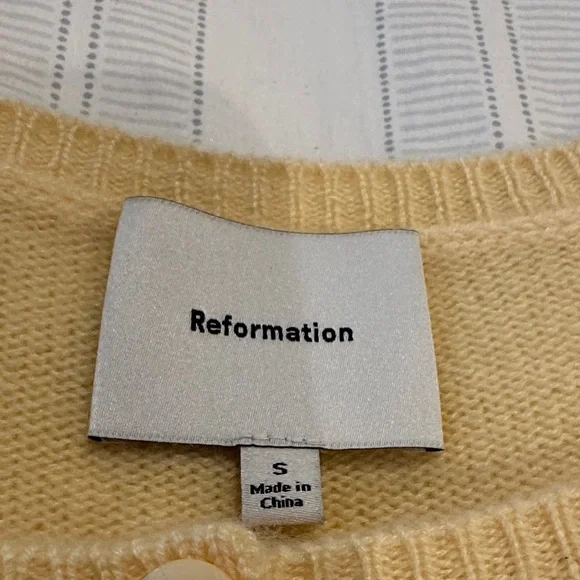 Reformation
S
Made in
China